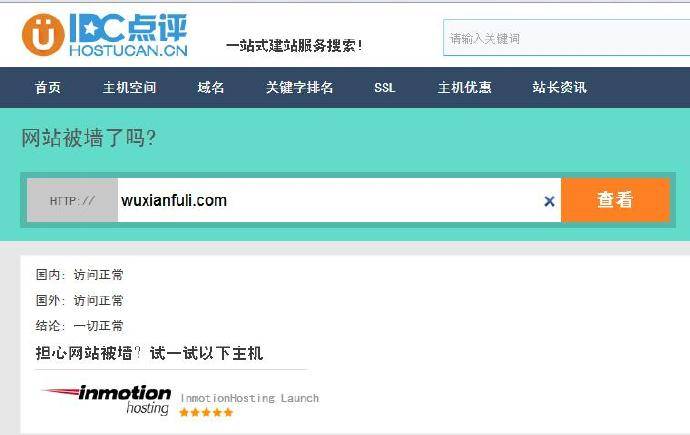 IDC点评
HOSTUCAN.CN
一站式建站服务搜索！
请输入关键词
首页 主机空间 域名 关键字排名 SSL 主机优惠 站长资讯
网站被墙了吗?
HTTP:// wuxianfuli.com × 查看
国内：访问正常
国外：访问正常
结论：一切正常
担心网站被墙？试一试以下主机
inmotion
hosting
InmotionHosting Launch